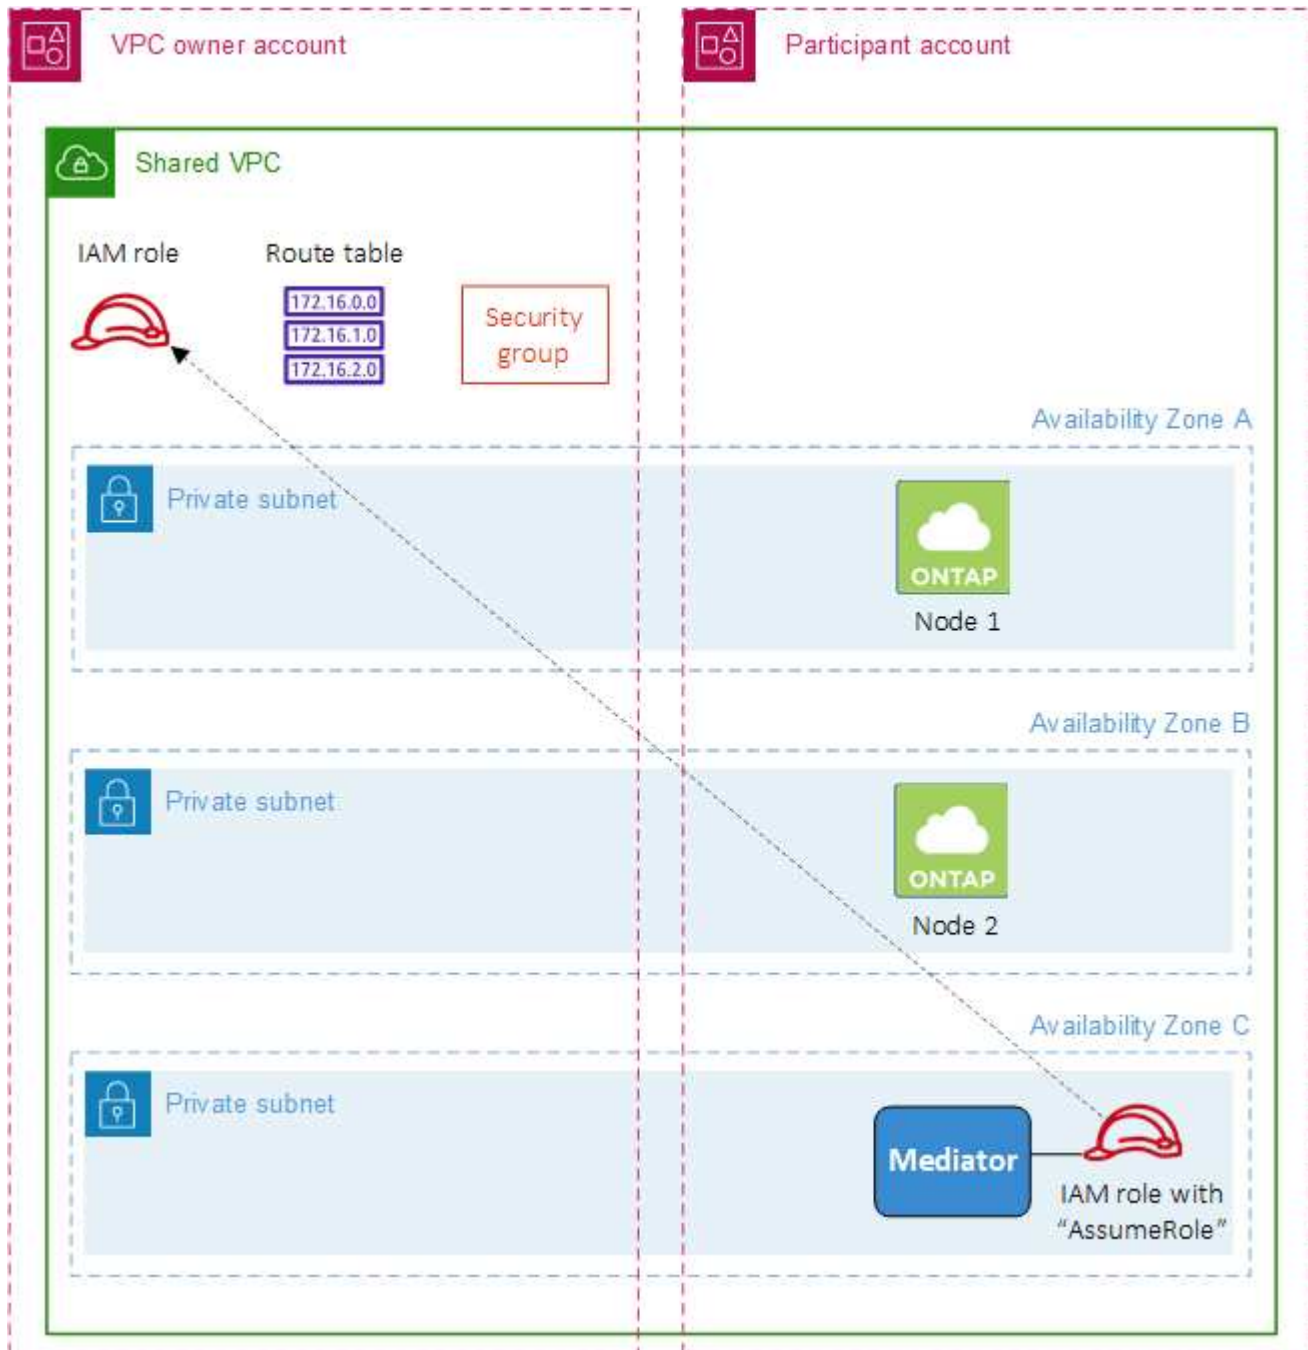 VPC owner account
Participant account
Shared VPC
IAM role
Route table
172.16.0.0
172.16.1.0
172.16.2.0
Security
group
Availability Zone A
Private subnet
ONTAP
Node 1
Availability Zone B
Private subnet
ONTAP
Node 2
Availability Zone C
Private subnet
Mediator
IAM role with
“AssumeRole”